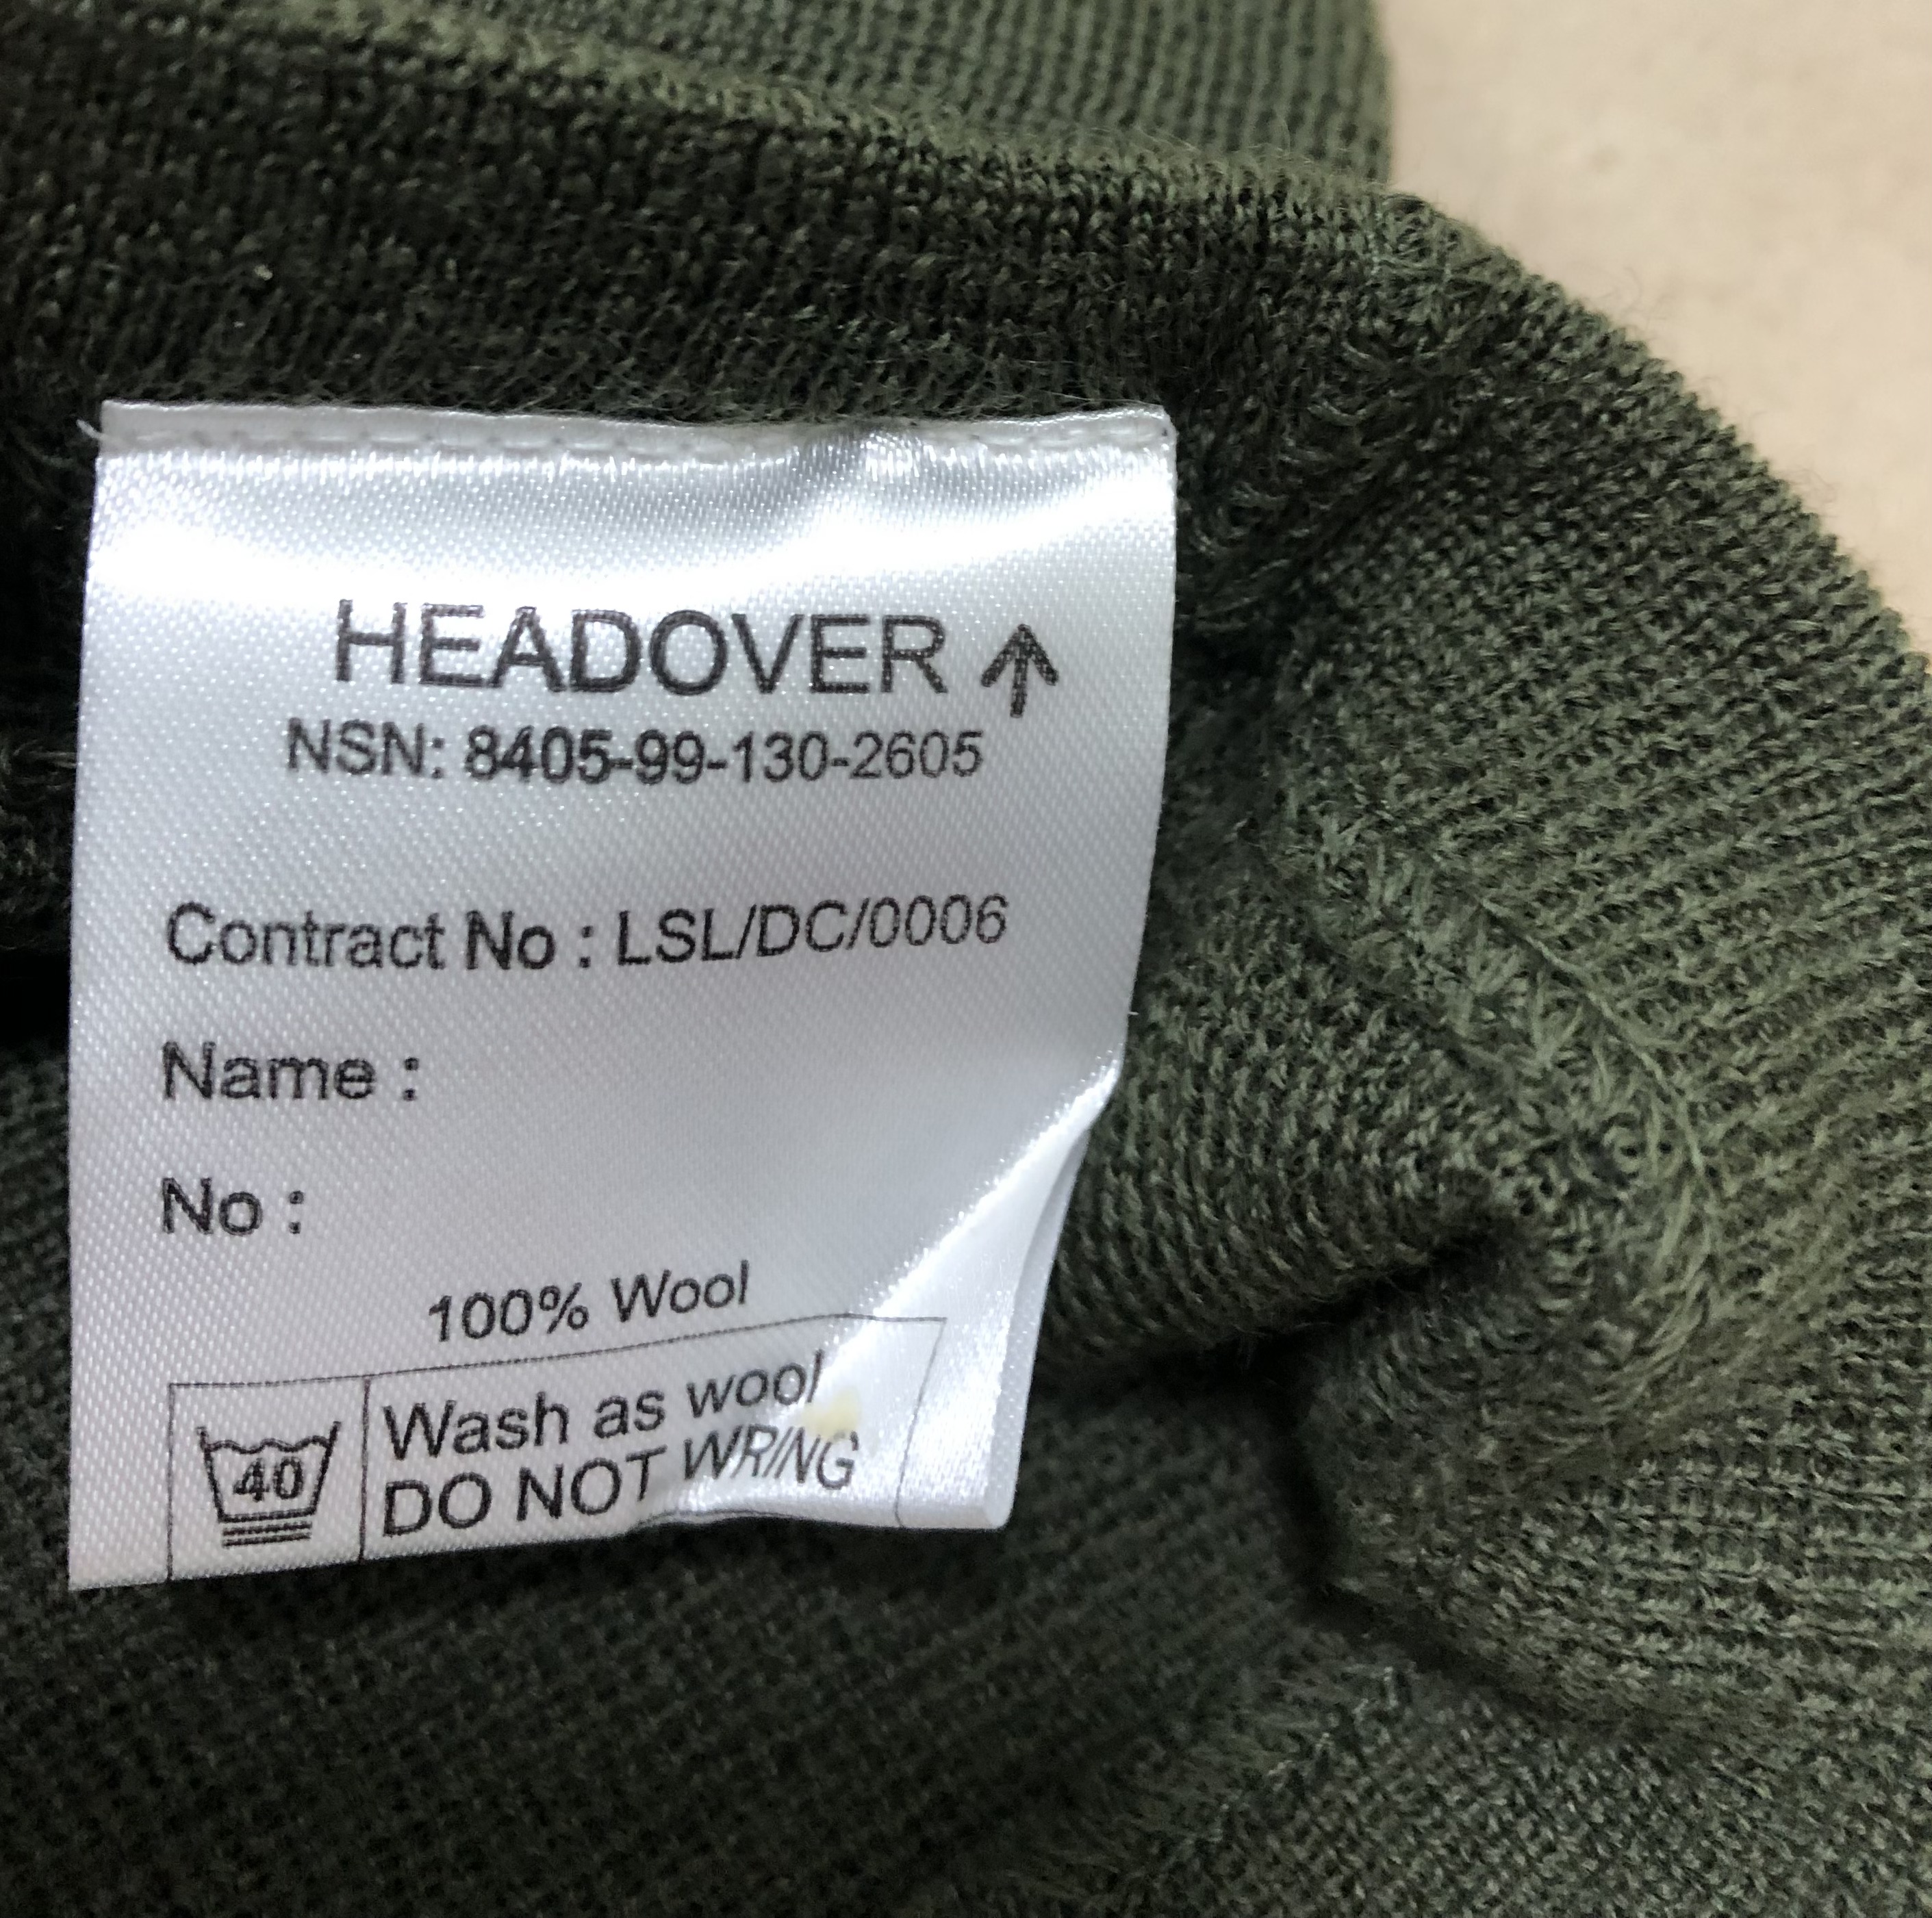 HEADOVER ↑
NSN: 8405-99-130-2605
Contract No : LSL/DC/0006
Name :
No :
100% Wool
40
Wash as wool
DO NOT WRING